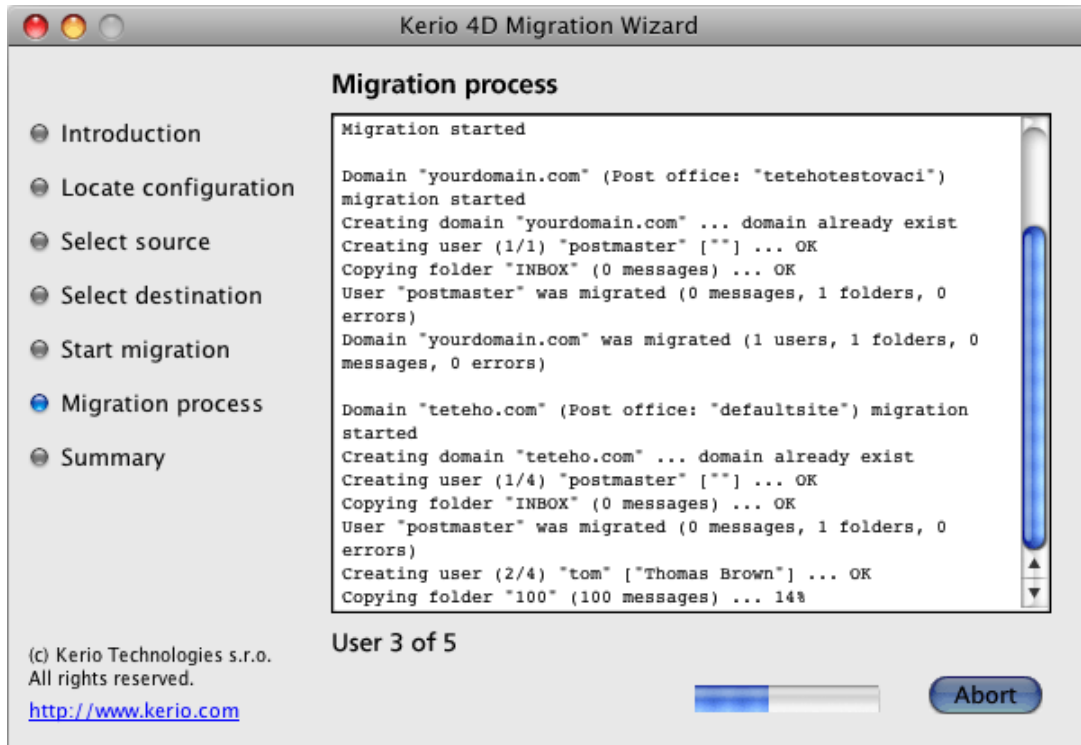 Kerio 4D Migration Wizard
Introduction
Locate configuration
Select source
Select destination
Start migration
Migration process
Summary
(c) Kerio Technologies s.r.o.
All rights reserved.
http://www.kerio.com
Migration process
Migration started
Domain "yourdomain.com" (Post office: "tetehotestovaci")
migration started
Creating domain "yourdomain.com" ... domain already exist
Creating user (1/1) "postmaster" [""] ... OK
Copying folder "INBOX" (0 messages) ... OK
User "postmaster" was migrated (0 messages, 1 folders, 0
errors)
Domain "yourdomain.com" was migrated (1 users, 1 folders, 0
messages, 0 errors)
Domain "teteho.com" (Post office: "defaultsite") migration
started
Creating domain "teteho.com" ... domain already exist
Creating user (1/4) "postmaster" [""] ... OK
Copying folder "INBOX" (0 messages) ... OK
User "postmaster" was migrated (0 messages, 1 folders, 0
errors)
Creating user (2/4) "tom" ["Thomas Brown"] ... OK
Copying folder "100" (100 messages) ... 14%
User 3 of 5
Abort